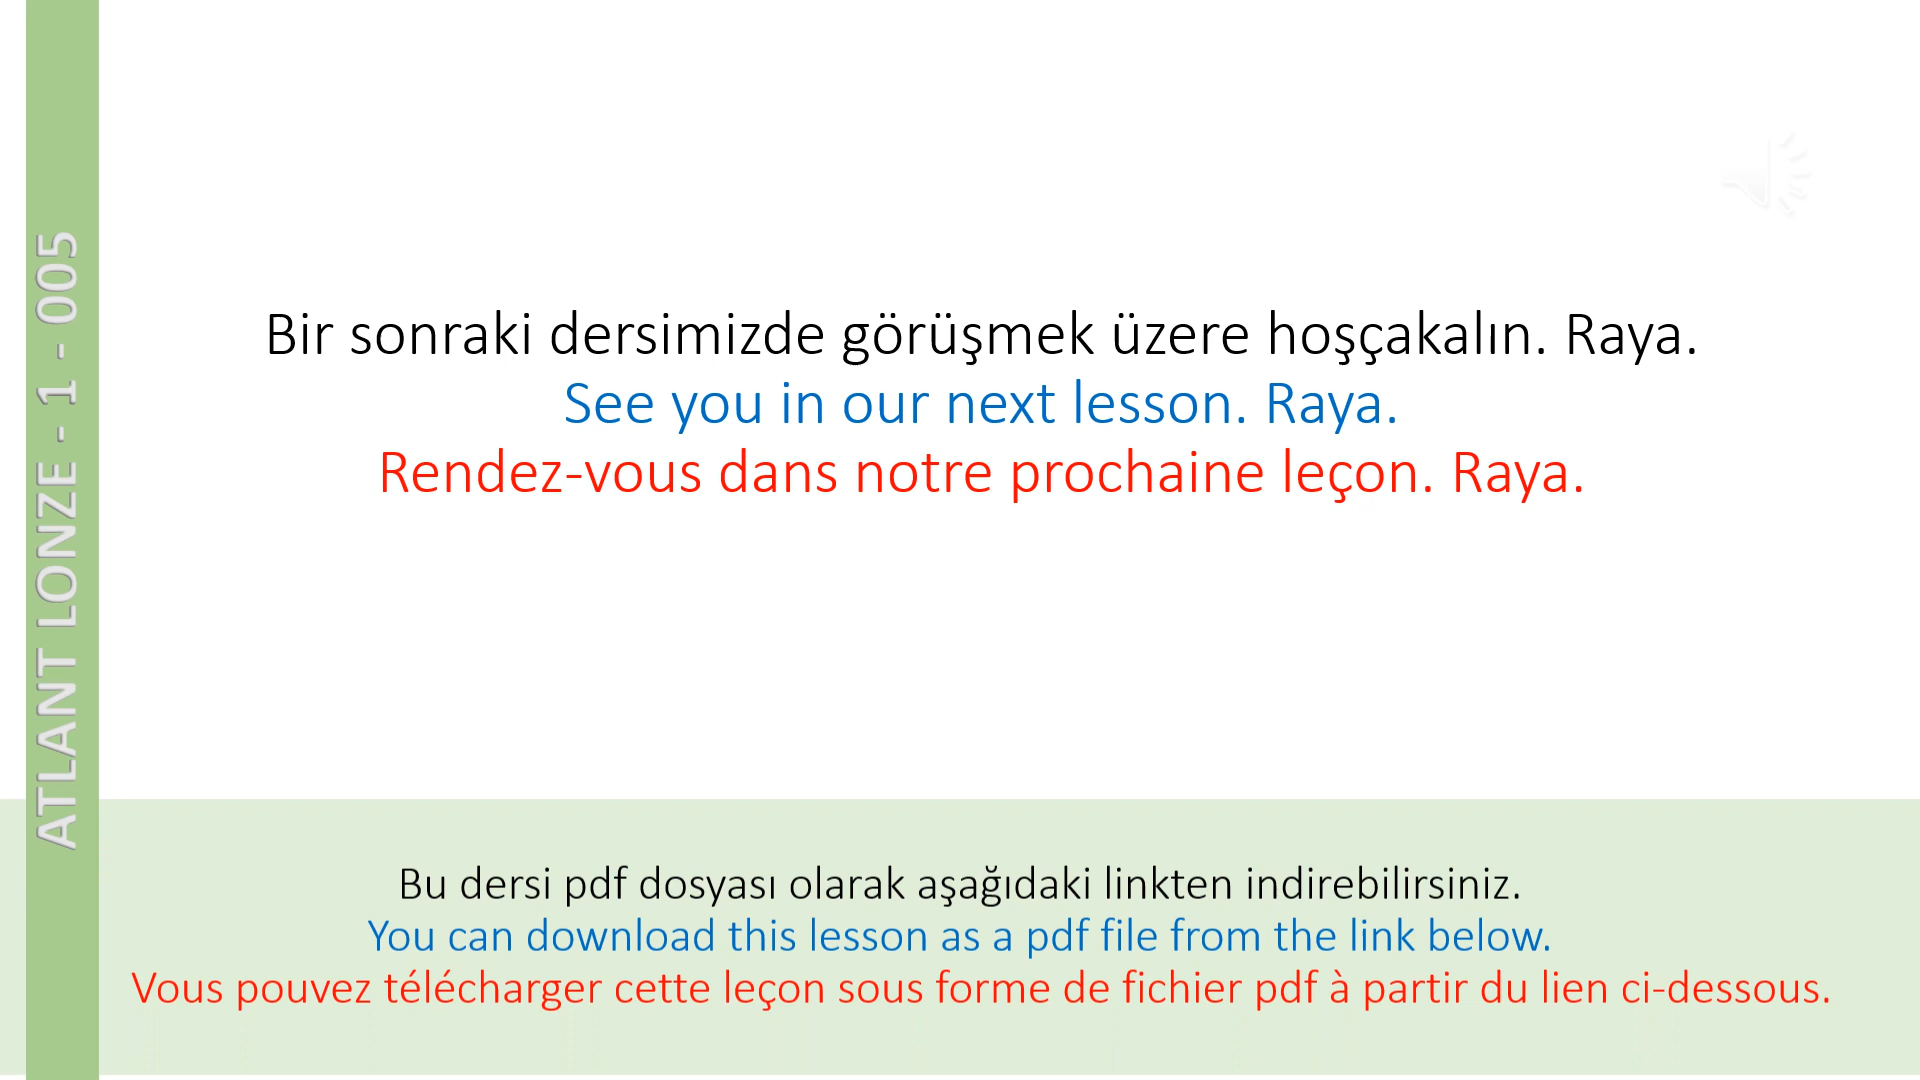 ATLANT LONZE - 1 - 005
Bir sonraki dersimizde görüşmek üzere hoşçakalın. Raya.
See you in our next lesson. Raya.
Rendez-vous dans notre prochaine leçon. Raya.
Bu dersi pdf dosyası olarak aşağıdaki linkten indirebilirsiniz.
You can download this lesson as a pdf file from the link below.
Vous pouvez télécharger cette leçon sous forme de fichier pdf à partir du lien ci-dessous.